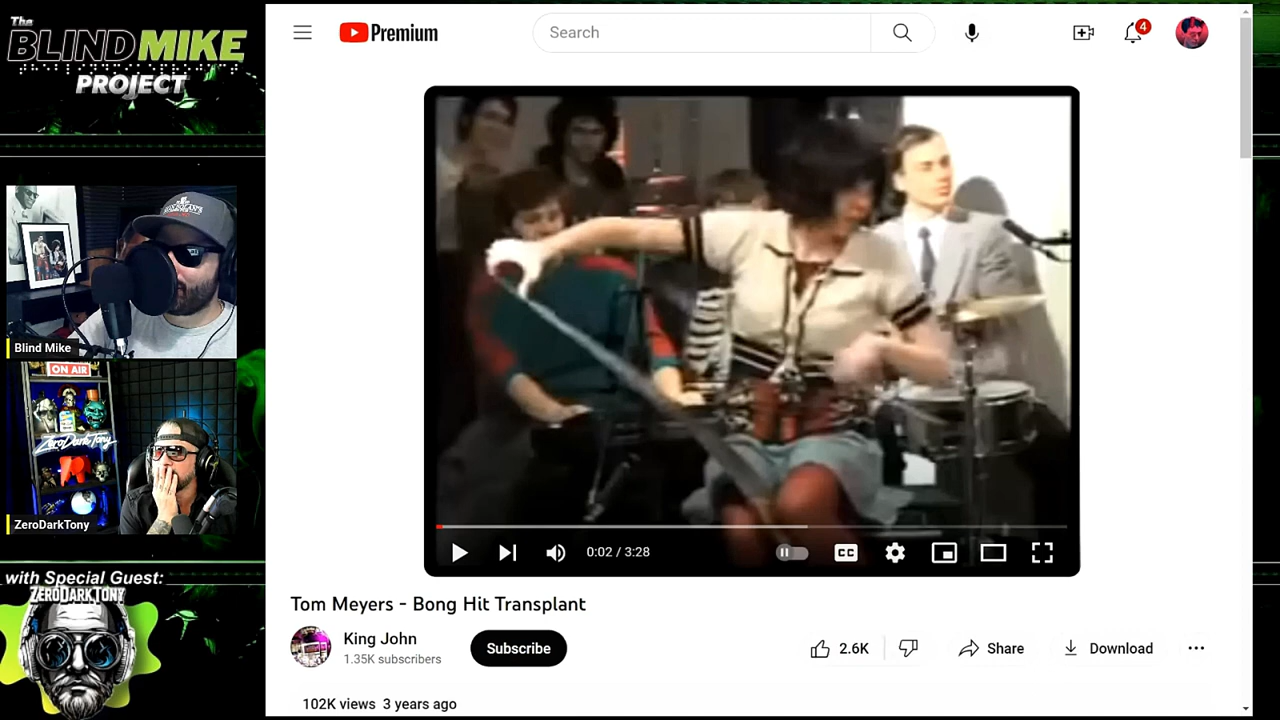 The
BLIND MIKE
PROJECT
Blind Mike
ON AIR
ZeroDarkTony
ZeroDarkTony
with Special Guest:
ZERODARKTONY
Premium
Search
4
0:02 / 3:28
CC
Tom Meyers - Bong Hit Transplant
King John
1.35K subscribers
Subscribe
2.6K
Share
Download
102K views 3 years ago